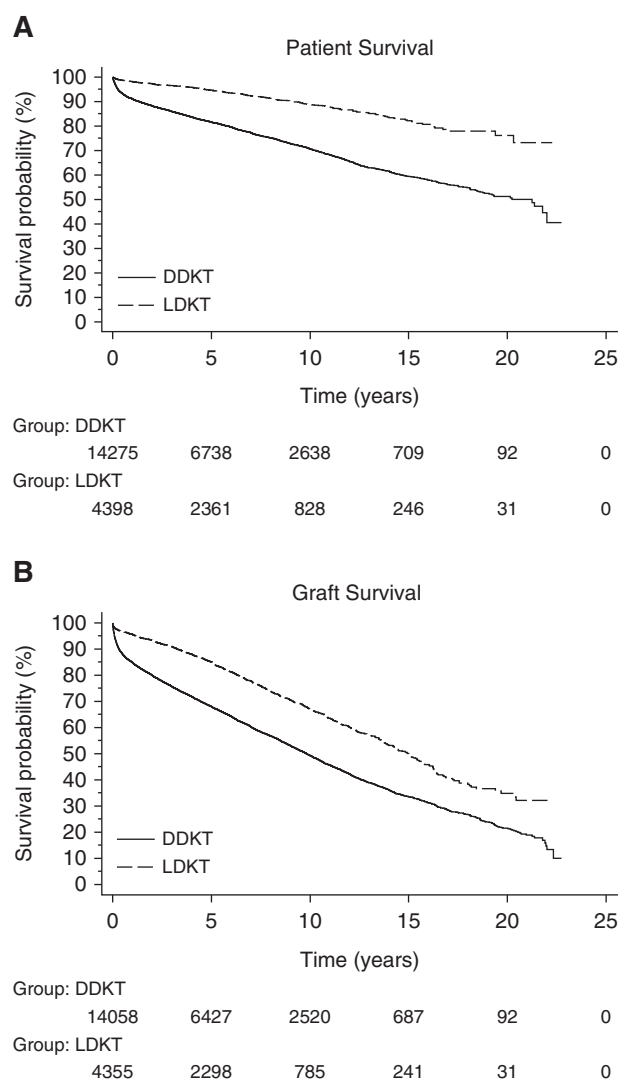 A
Patient Survival
Survival probability (%)
100
90
80
70
60
50
40
30
20
10
0
DDKT
LDKT
0 5 10 15 20 25
Time (years)
Group: DDKT
14275 6738 2638 709 92 0
Group: LDKT
4398 2361 828 246 31 0
B
Graft Survival
Survival probability (%)
100
90
80
70
60
50
40
30
20
10
0
DDKT
LDKT
0 5 10 15 20 25
Time (years)
Group: DDKT
14058 6427 2520 687 92 0
Group: LDKT
4355 2298 785 241 31 0